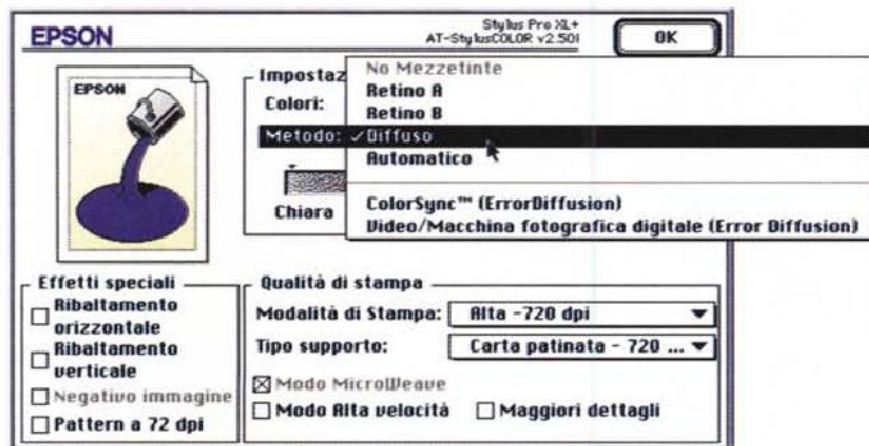 EPSON
Stylus Pro XL+
AT-StylusCOLOR v2.50I
OK
EPSON
Impostaz
Colori:
Metodo:
No Mezzetinte
Retino A
Retino B
✓Diffuso
Automatico
ColorSync™ (ErrorDiffusion)
Video/Macchina fotografica digitale (Error Diffusion)
Chiara
Effetti speciali
Ribaltamento
orizzontale
Ribaltamento
verticale
Negativo immagine
Pattern a 72 dpi
Qualità di stampa
Modalità di Stampa: Alta -720 dpi
Tipo supporto: Carta patinata - 720 ...
Modo MicroWeave
Modo Alta velocità Maggiori dettagli